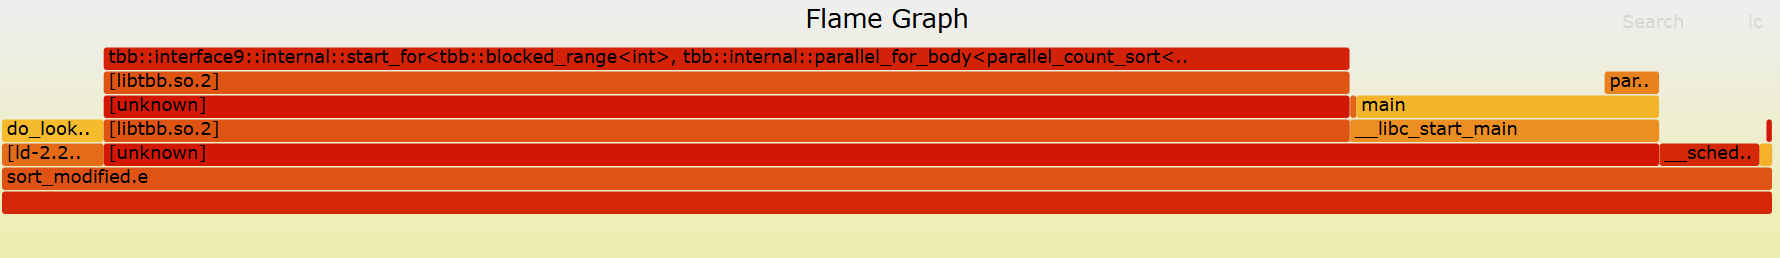 Flame Graph
Search ic
tbb::interface9::internal::start_for<tbb::blocked_range<int>, tbb::internal::parallel_for_body<parallel_count_sort<..
[libtbb.so.2] par..
[unknown] main
do_look.. [libtbb.so.2] __libc_start_main
[ld-2.2.. [unknown] __sched..
sort_modified.e